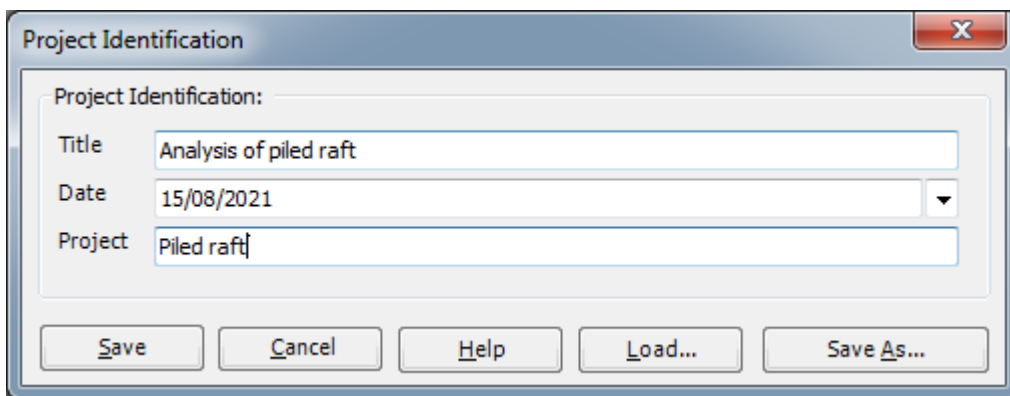 Project Identification
Project Identification:
Title Analysis of piled raft
Date 15/08/2021
Project Piled raft
Save Cancel Help Load... Save As...